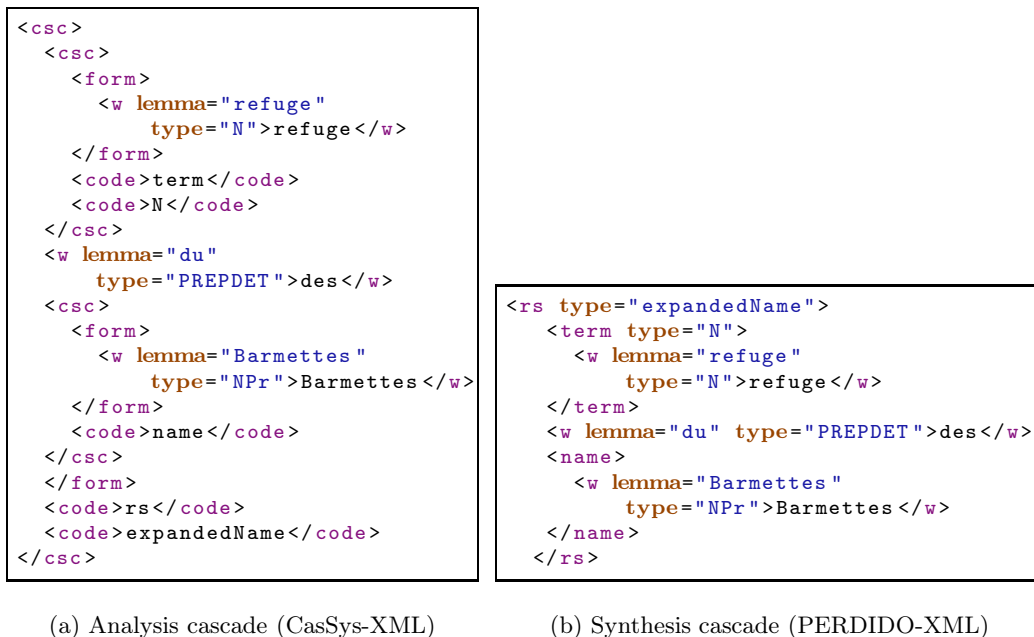 <csc>
  <csc>
    <form>
      <w lemma="refuge"
          type="N">refuge</w>
    </form>
    <code>term</code>
    <code>N</code>
  </csc>
  <w lemma="du"
      type="PREPDET">des</w>
  <csc>
    <form>
      <w lemma="Barmettes"
          type="NPr">Barmettes</w>
    </form>
    <code>name</code>
  </csc>
  </form>
  <code>rs</code>
  <code>expandedName</code>
</csc>
(a) Analysis cascade (CasSys-XML)
<rs type="expandedName">
   <term type="N">
     <w lemma="refuge"
         type="N">refuge</w>
   </term>
   <w lemma="du" type="PREPDET">des</w>
   <name>
     <w lemma="Barmettes"
         type="NPr">Barmettes</w>
   </name>
  </rs>
(b) Synthesis cascade (PERDIDO-XML)